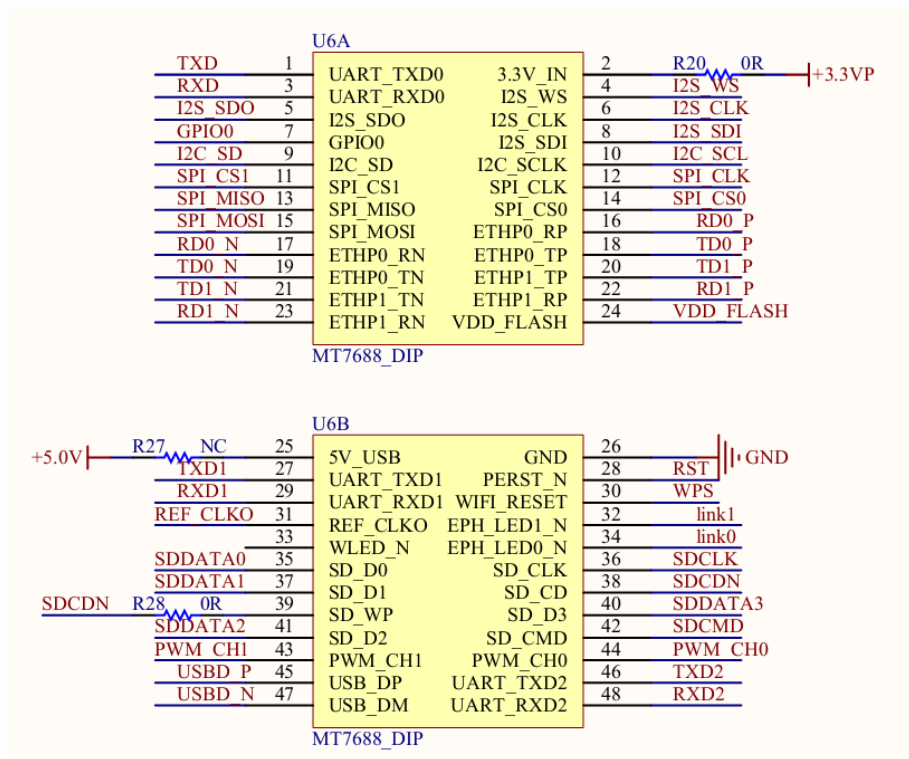 U6A
TXD 1 UART_TXD0 3.3V_IN 2 R20 0R +3.3VP
RXD 3 UART_RXD0 I2S_WS 4 I2S_WS
I2S_SDO 5 I2S_SDO I2S_CLK 6 I2S_CLK
GPIO0 7 GPIO0 I2S_SDI 8 I2S_SDI
I2C_SD 9 I2C_SD I2C_SCLK 10 I2C_SCL
SPI_CS1 11 SPI_CS1 SPI_CLK 12 SPI_CLK
SPI_MISO 13 SPI_MISO SPI_CS0 14 SPI_CS0
SPI_MOSI 15 SPI_MOSI ETHP0_RP 16 RD0_P
RD0_N 17 ETHP0_RN ETHP0_TP 18 TD0_P
TD0_N 19 ETHP0_TN ETHP1_TP 20 TD1_P
TD1_N 21 ETHP1_TN ETHP1_RP 22 RD1_P
RD1_N 23 ETHP1_RN VDD_FLASH 24 VDD_FLASH
MT7688_DIP
U6B
+5.0V R27 NC 25 5V_USB GND 26 GND
TXD1 27 UART_TXD1 PERST_N 28 RST
RXD1 29 UART_RXD1 WIFI_RESET 30 WPS
REF_CLKO 31 REF_CLKO EPH_LED1_N 32 link1
33 WLED_N EPH_LED0_N 34 link0
SDDATA0 35 SD_D0 SD_CLK 36 SDCLK
SDDATA1 37 SD_D1 SD_CD 38 SDCDN
SDCDN R28 0R 39 SD_WP SD_D3 40 SDDATA3
SDDATA2 41 SD_D2 SD_CMD 42 SDCMD
PWM_CH1 43 PWM_CH1 PWM_CH0 44 PWM_CH0
USBD_P 45 USB_DP UART_TXD2 46 TXD2
USBD_N 47 USB_DM UART_RXD2 48 RXD2
MT7688_DIP